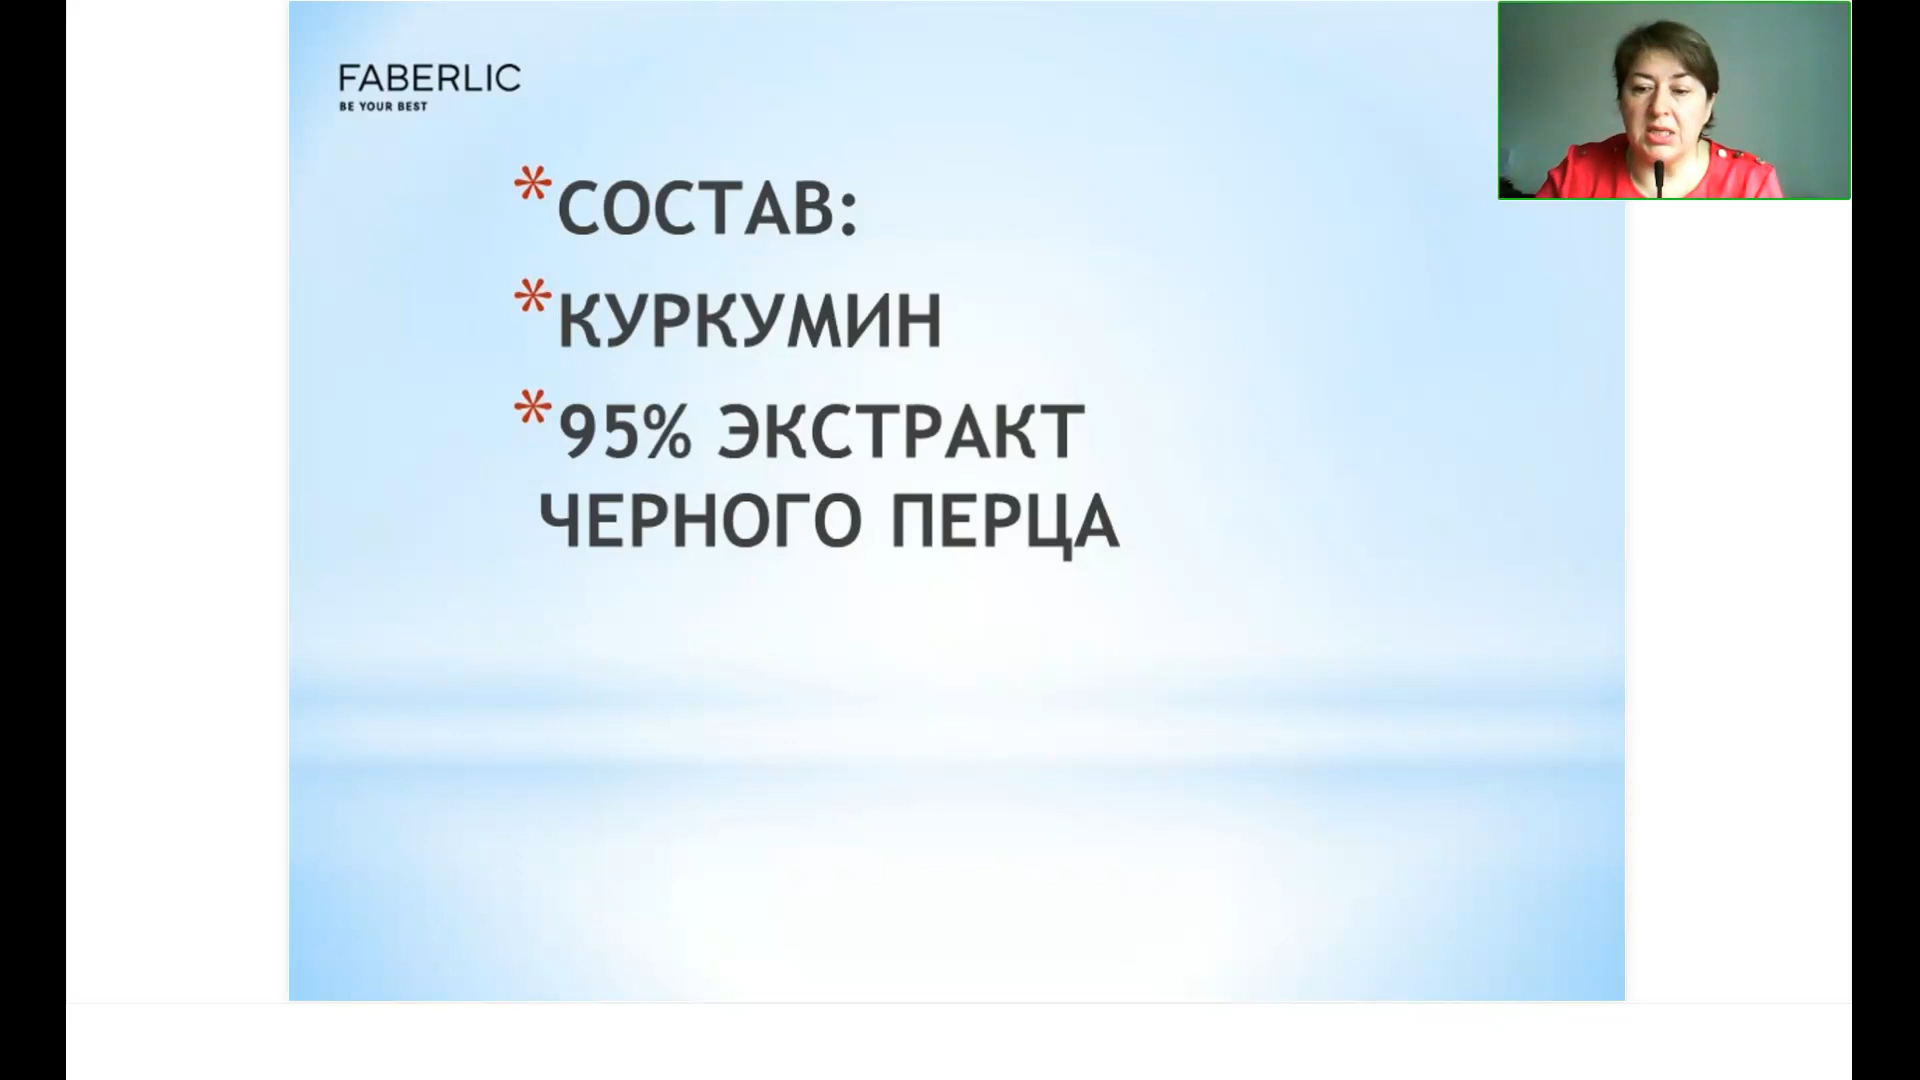 FABERLIC
BE YOUR BEST
*СОСТАВ:
*КУРКУМИН
*95% ЭКСТРАКТ
ЧЕРНОГО ПЕРЦА